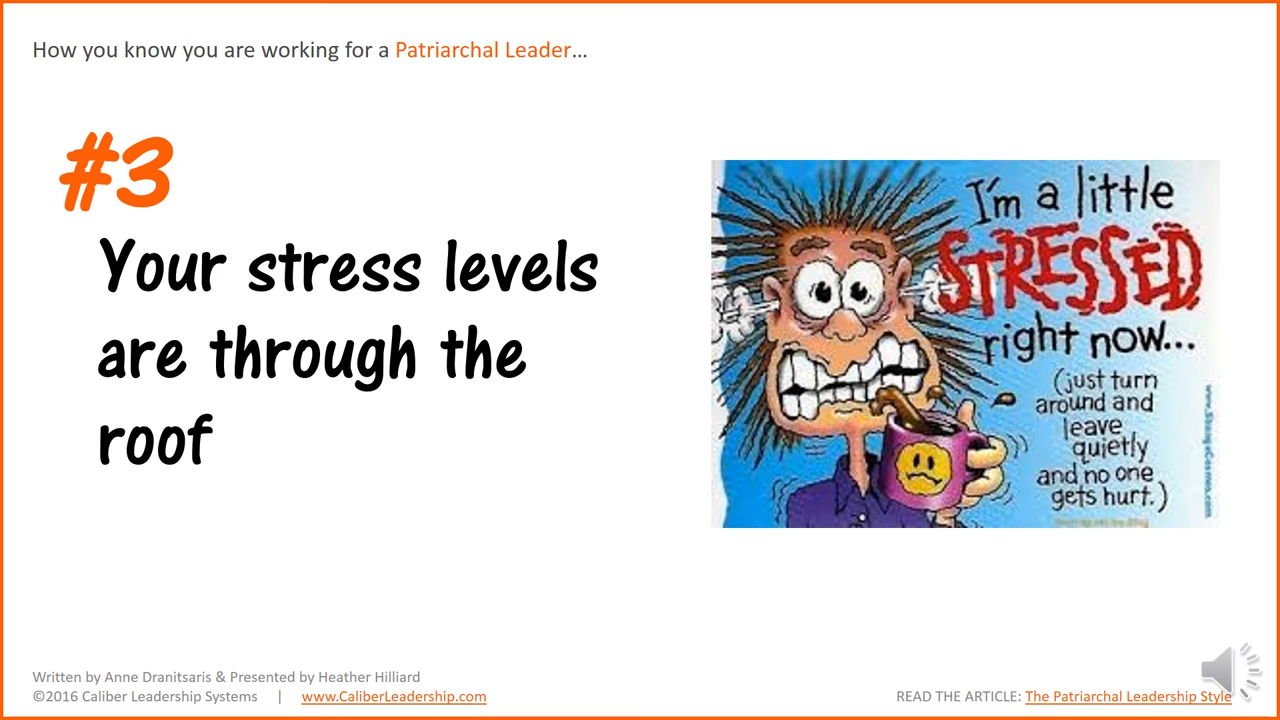 How you know you are working for a Patriarchal Leader...
#3
Your stress levels
are through the
roof
I'm a little
STRESSED
right now...
(just turn
around and
leave
quietly
and no one
gets hurt.)
Written by Anne Dranitsaris & Presented by Heather Hilliard
©2016 Caliber Leadership Systems | www.CaliberLeadership.com
READ THE ARTICLE: The Patriarchal Leadership Style